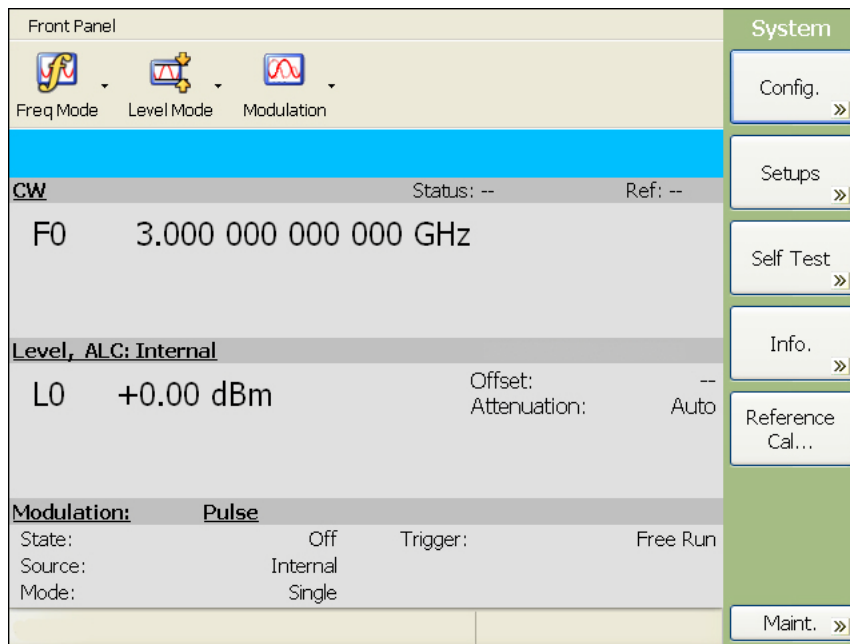 Front Panel
Freq Mode
Level Mode
Modulation
CW Status: -- Ref: --
F0 3.000 000 000 000 GHz
Level, ALC: Internal
L0 +0.00 dBm
Offset: --
Attenuation: Auto
Modulation: Pulse
State: Off Trigger: Free Run
Source: Internal
Mode: Single
System
Config.
Setups
Self Test
Info.
Reference
Cal...
Maint.